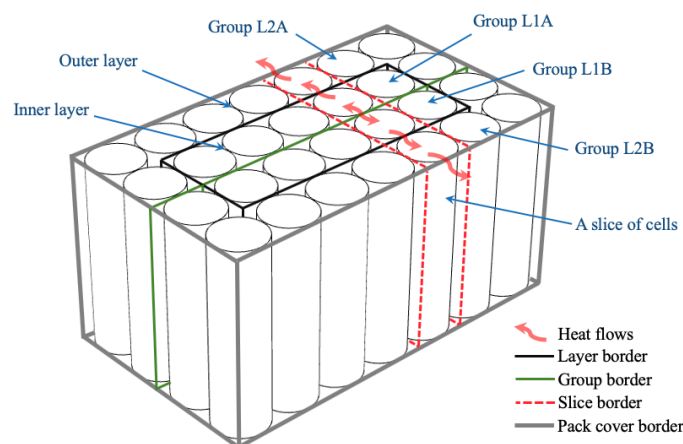 Group L2A
Group L1A
Outer layer
Group L1B
Inner layer
Group L2B
A slice of cells
Heat flows
Layer border
Group border
Slice border
Pack cover border